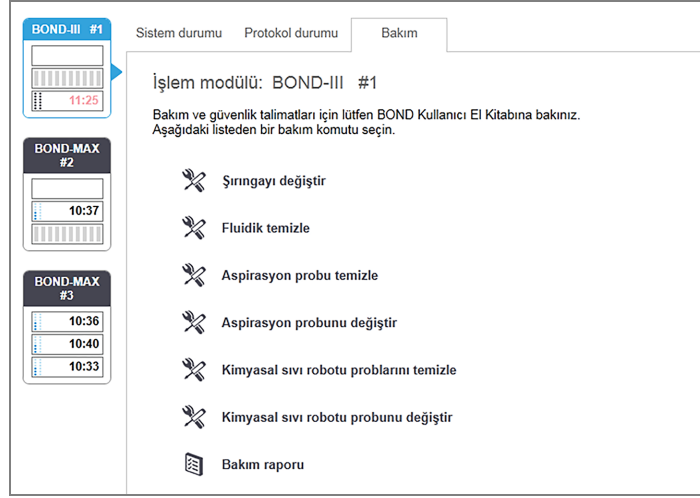 BOND-III #1
11:25
BOND-MAX
#2
10:37
BOND-MAX
#3
10:36
10:40
10:33
Sistem durumu Protokol durumu Bakım
İşlem modülü: BOND-III #1
Bakım ve güvenlik talimatları için lütfen BOND Kullanıcı El Kitabına bakınız.
Aşağıdaki listeden bir bakım komutu seçin.
Şırıngayı değiştir
Fluidik temizle
Aspirasyon probu temizle
Aspirasyon probunu değiştir
Kimyasal sıvı robotu problarını temizle
Kimyasal sıvı robotu probunu değiştir
Bakım raporu